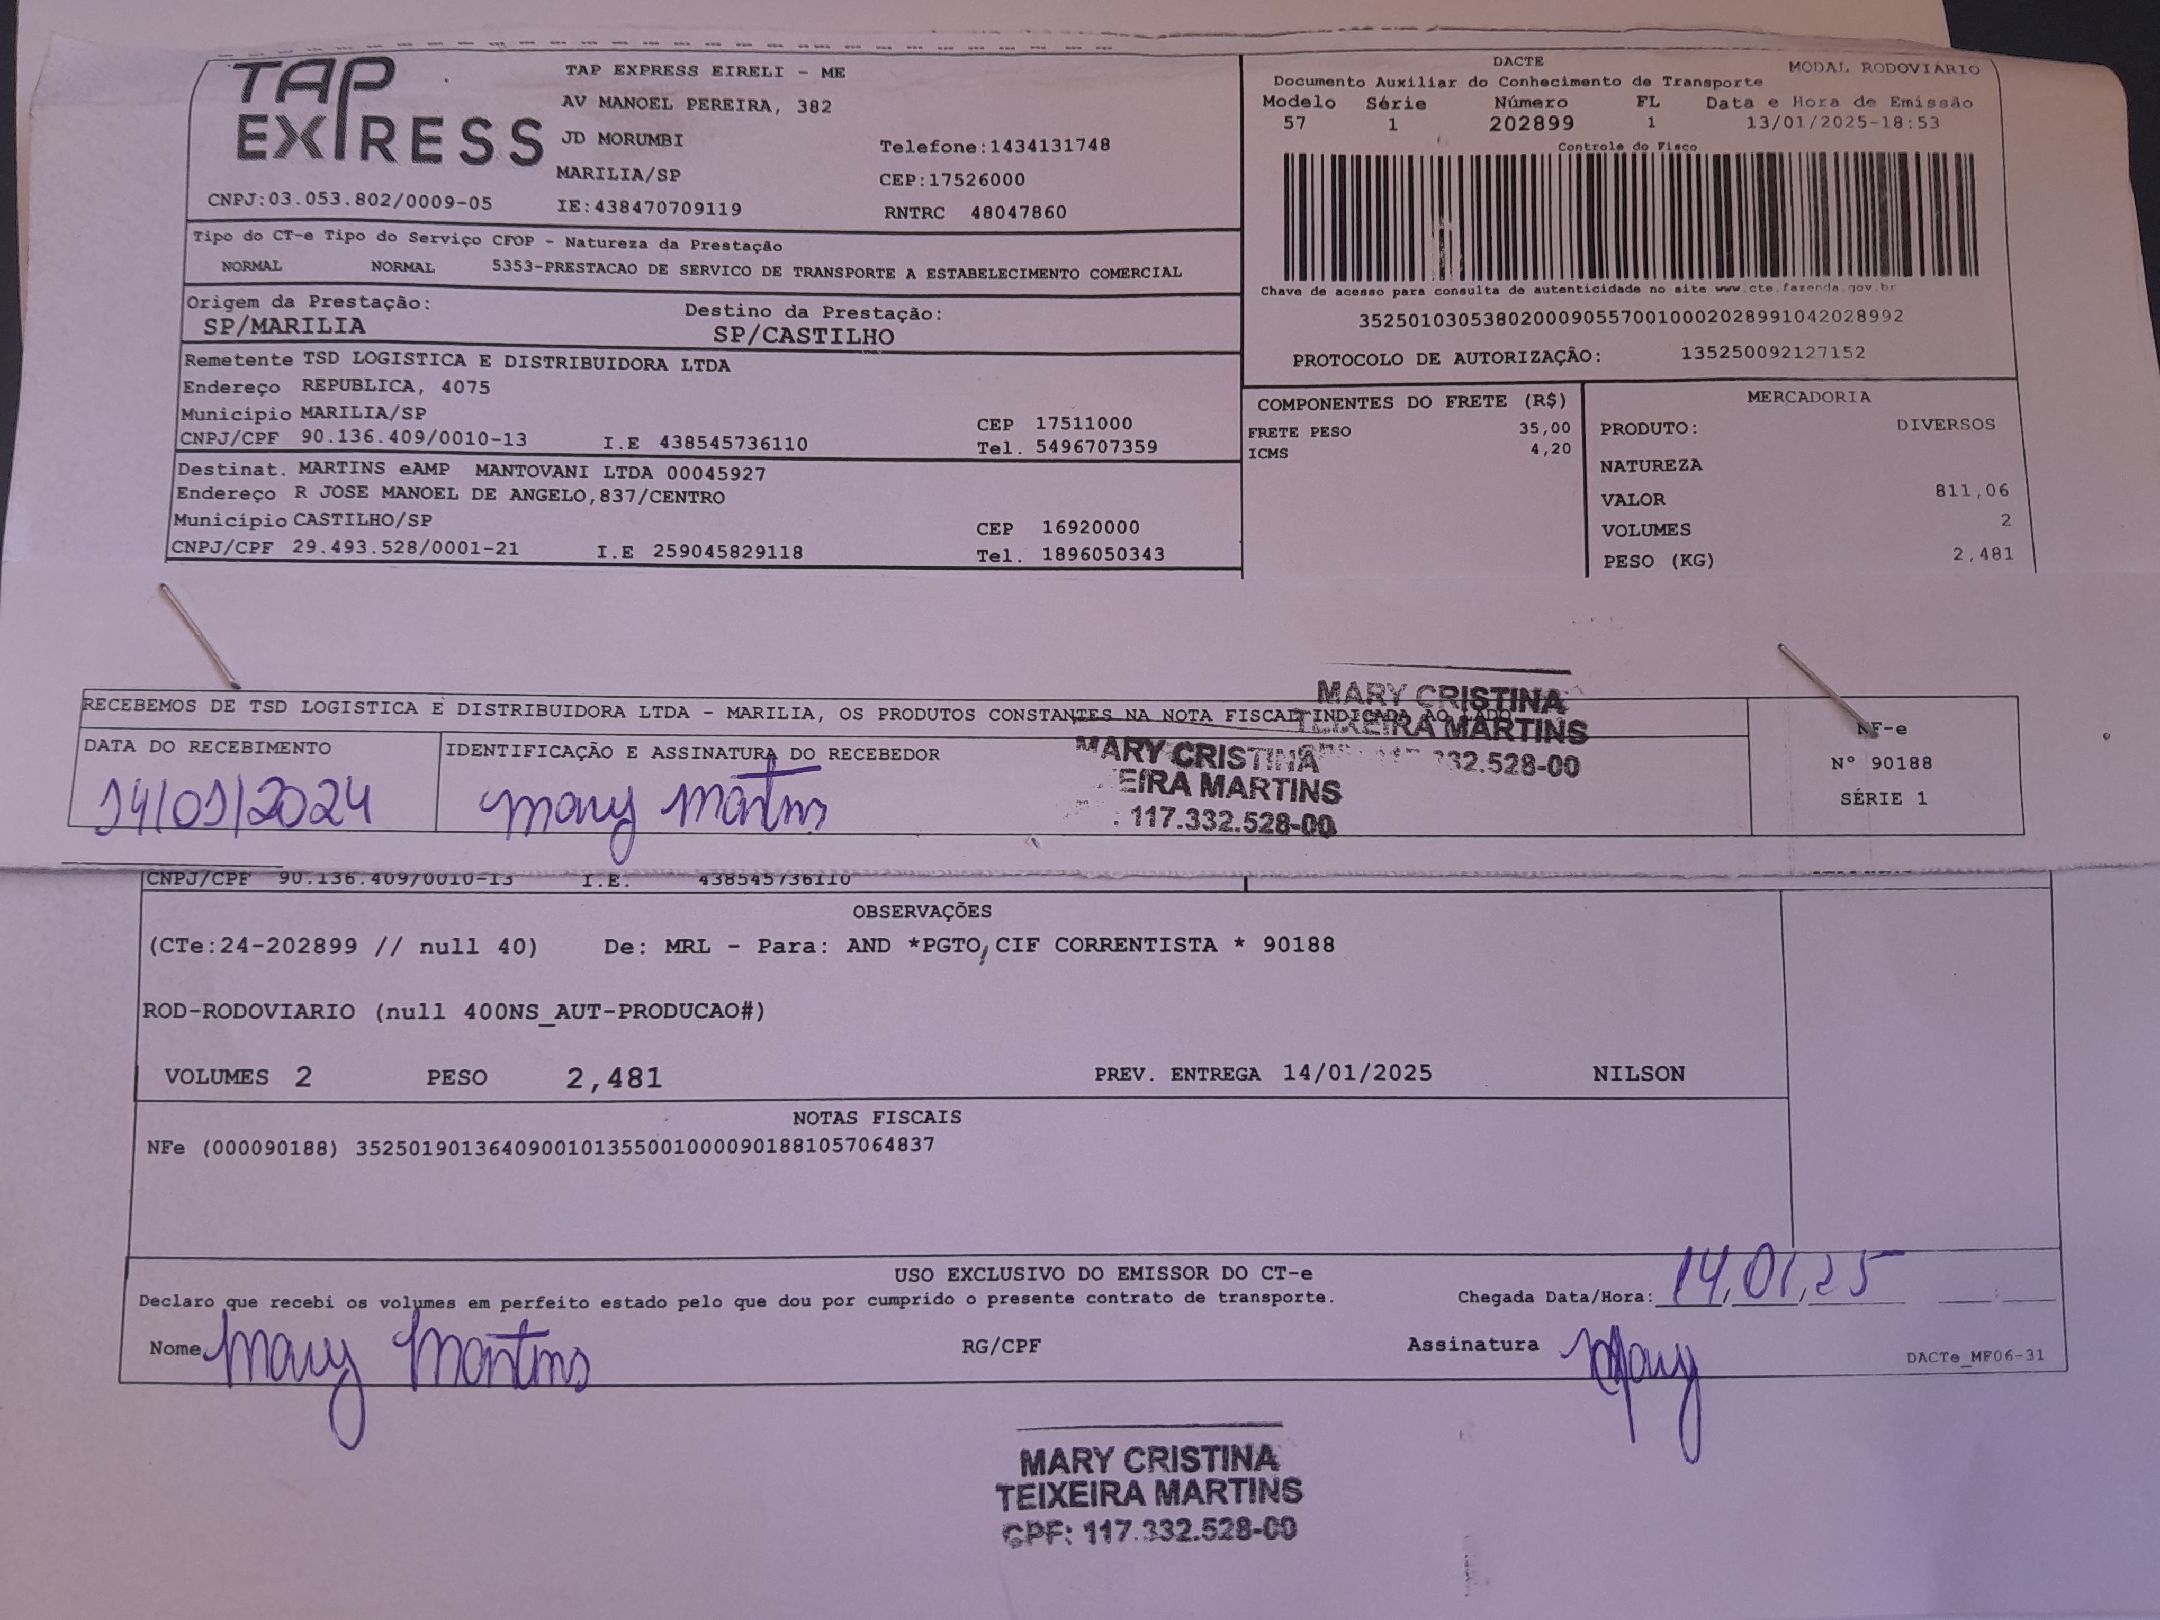 TAP EXPRESS
TAP EXPRESS EIRELI - ME
AV MANOEL PEREIRA, 382
JD MORUMBI
Telefone:1434131748
MARILIA/SP
CEP:17526000
CNPJ:03.053.802/0009-05
IE:438470709119
RNTRC 48047860
DACTE
MODAL RODOVIÁRIO
Documento Auxiliar do Conhecimento de Transporte
Modelo Série Número FL Data e Hora de Emissão
57 1 202899 1 13/01/2025-18:53
Controle do Fisco
Chave de acesso para consulta de autenticidade no site www.cte.fazenda.gov.br
35250103053802000905570010002028991042028992
PROTOCOLO DE AUTORIZAÇÃO: 135250092127152
Tipo do CT-e Tipo do Serviço CFOP - Natureza da Prestação
NORMAL NORMAL 5353-PRESTACAO DE SERVICO DE TRANSPORTE A ESTABELECIMENTO COMERCIAL
Origem da Prestação: Destino da Prestação:
SP/MARILIA SP/CASTILHO
Remetente TSD LOGISTICA E DISTRIBUIDORA LTDA
Endereço REPUBLICA, 4075
Município MARILIA/SP CEP 17511000
CNPJ/CPF 90.136.409/0010-13 I.E 438545736110 Tel. 5496707359
Destinat. MARTINS eAMP MANTOVANI LTDA 00045927
Endereço R JOSE MANOEL DE ANGELO,837/CENTRO
Município CASTILHO/SP CEP 16920000
CNPJ/CPF 29.493.528/0001-21 I.E 259045829118 Tel. 1896050343
COMPONENTES DO FRETE (R$)
FRETE PESO 35,00
ICMS 4,20
MERCADORIA
PRODUTO: DIVERSOS
NATUREZA
VALOR 811,06
VOLUMES 2
PESO (KG) 2,481
RECEBEMOS DE TSD LOGISTICA E DISTRIBUIDORA LTDA - MARILIA, OS PRODUTOS CONSTANTES NA NOTA FISCAL INDICADA AO LADO
DATA DO RECEBIMENTO
14/01/2024
IDENTIFICAÇÃO E ASSINATURA DO RECEBEDOR
Mary Martins
MARY CRISTINA
TEIXEIRA MARTINS
332.528-00
MARY CRISTINA
EIRA MARTINS
117.332.528-00
NF-e
N° 90188
SÉRIE 1
CNPJ/CPF 90.136.409/0010-13 I.E. 438545736110
OBSERVAÇÕES
(CTe:24-202899 // null 40) De: MRL - Para: AND *PGTO CIF CORRENTISTA * 90188
ROD-RODOVIARIO (null 400NS_AUT-PRODUCAO#)
VOLUMES 2 PESO 2,481 PREV. ENTREGA 14/01/2025 NILSON
NOTAS FISCAIS
NFe (000090188) 35250190136409001013550010000901881057064837
USO EXCLUSIVO DO EMISSOR DO CT-e
Declaro que recebi os volumes em perfeito estado pelo que dou por cumprido o presente contrato de transporte.
Chegada Data/Hora: 14,01,25
Nome Mary Martins RG/CPF Assinatura Mary
DACTe_MF06-31
MARY CRISTINA
TEIXEIRA MARTINS
CPF: 117.332.528-00